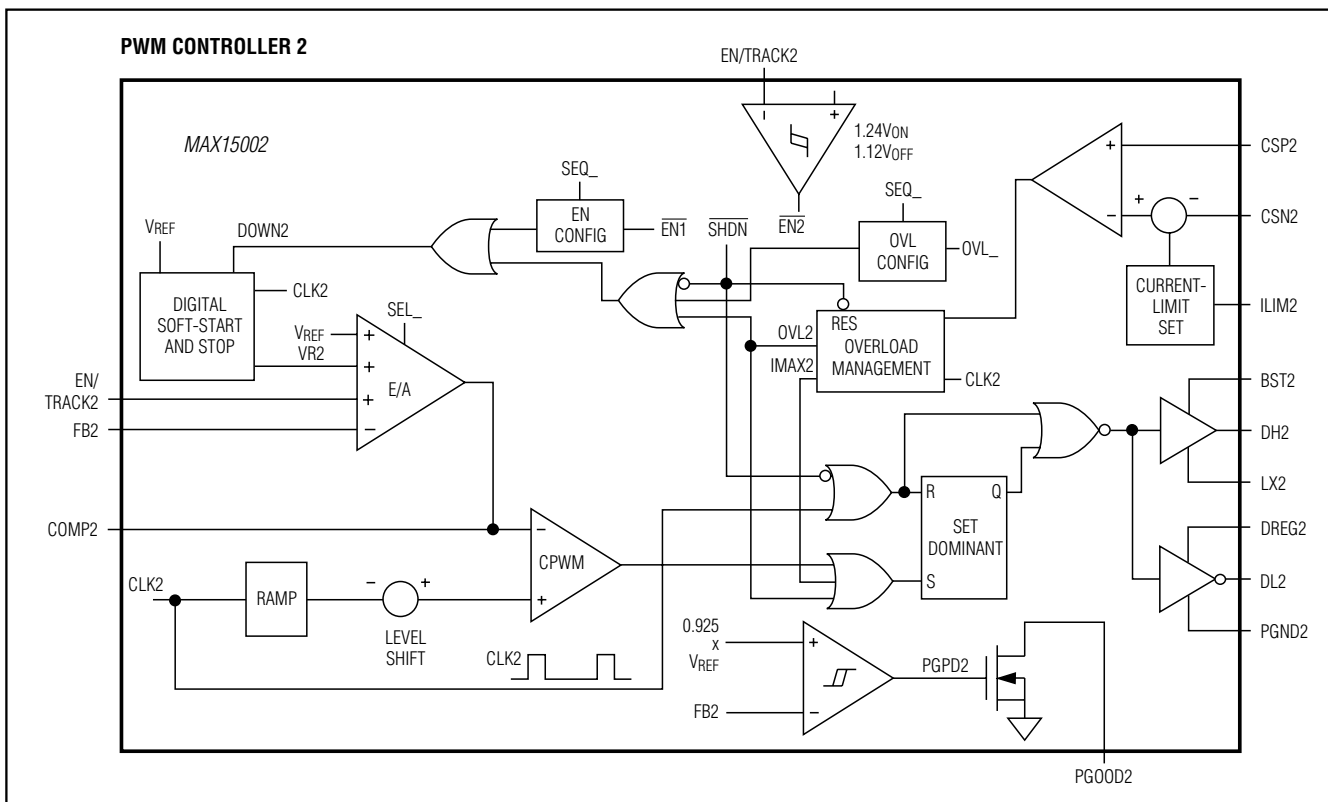 PWM CONTROLLER 2
EN/TRACK2
MAX15002
−
+
1.24VON
1.12VOFF
EN2
SEQ_
EN
CONFIG
EN1
SHDN
SEQ_
OVL
CONFIG
OVL_
+
−
+
−
CSP2
CSN2
CURRENT-
LIMIT
SET
ILIM2
VREF
DOWN2
DIGITAL
SOFT-START
AND STOP
CLK2
VR2
VREF
SEL_
+
+
+
−
E/A
EN/
TRACK2
FB2
RES
OVERLOAD
MANAGEMENT
OVL2
IMAX2
CLK2
BST2
DH2
LX2
R
Q
SET
DOMINANT
S
DREG2
DL2
PGND2
COMP2
−
CPWM
+
CLK2
RAMP
−
+
LEVEL
SHIFT
CLK2
0.925
x
VREF
+
−
FB2
PGPD2
PGOOD2